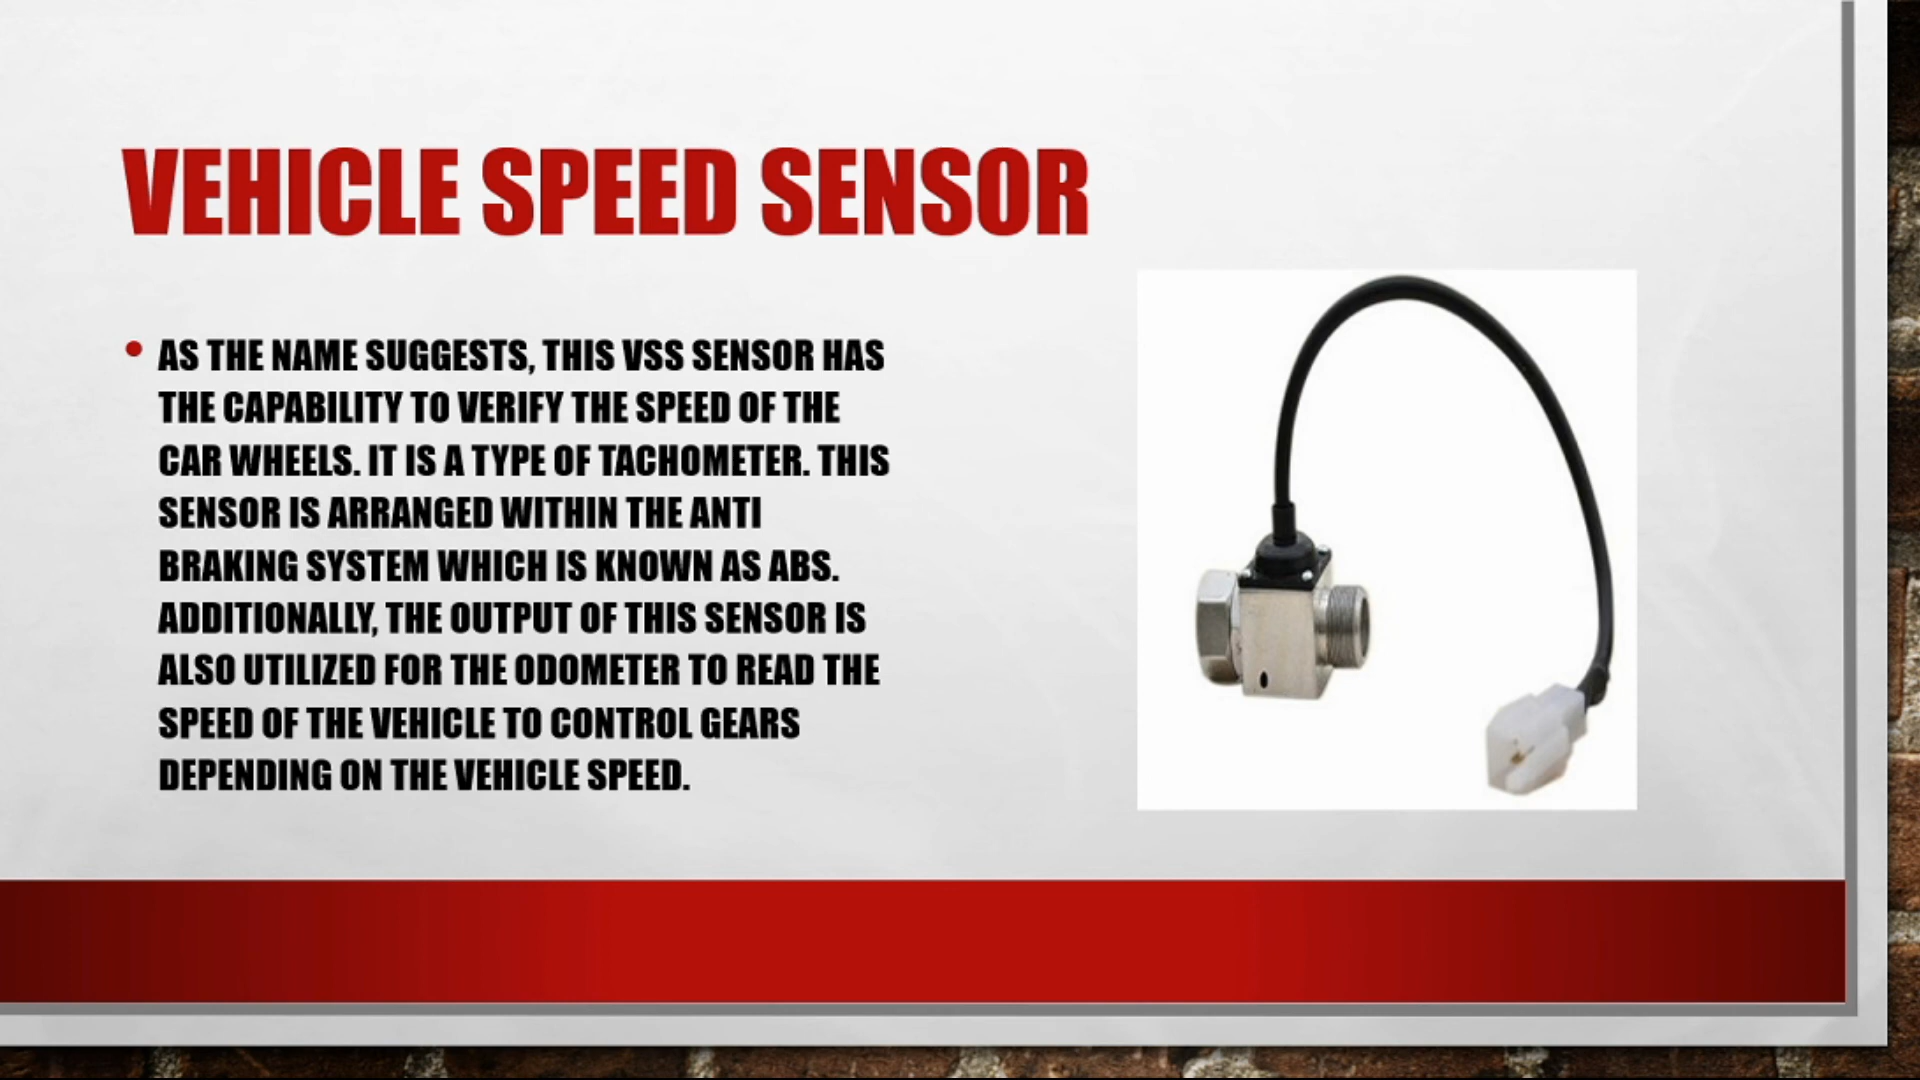 VEHICLE SPEED SENSOR
• AS THE NAME SUGGESTS, THIS VSS SENSOR HAS
THE CAPABILITY TO VERIFY THE SPEED OF THE
CAR WHEELS. IT IS A TYPE OF TACHOMETER. THIS
SENSOR IS ARRANGED WITHIN THE ANTI
BRAKING SYSTEM WHICH IS KNOWN AS ABS.
ADDITIONALLY, THE OUTPUT OF THIS SENSOR IS
ALSO UTILIZED FOR THE ODOMETER TO READ THE
SPEED OF THE VEHICLE TO CONTROL GEARS
DEPENDING ON THE VEHICLE SPEED.